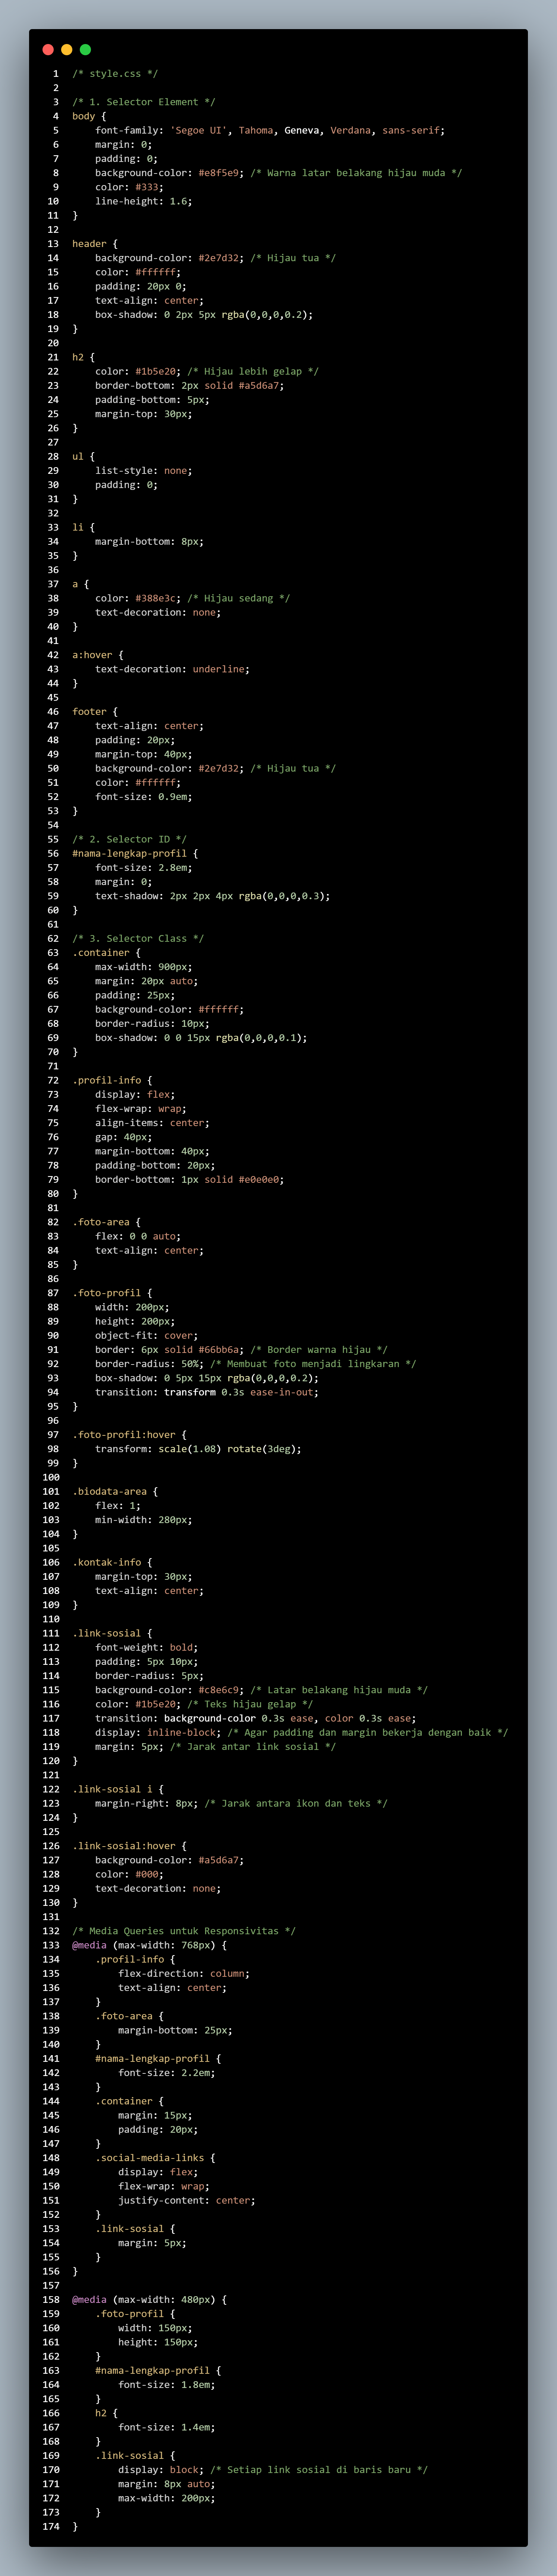 1 /* style.css */
2
3 /* 1. Selector Element */
4 body {
5     font-family: 'Segoe UI', Tahoma, Geneva, Verdana, sans-serif;
6     margin: 0;
7     padding: 0;
8     background-color: #e8f5e9; /* Warna latar belakang hijau muda */
9     color: #333;
10     line-height: 1.6;
11 }
12
13 header {
14     background-color: #2e7d32; /* Hijau tua */
15     color: #ffffff;
16     padding: 20px 0;
17     text-align: center;
18     box-shadow: 0 2px 5px rgba(0,0,0,0.2);
19 }
20
21 h2 {
22     color: #1b5e20; /* Hijau lebih gelap */
23     border-bottom: 2px solid #a5d6a7;
24     padding-bottom: 5px;
25     margin-top: 30px;
26 }
27
28 ul {
29     list-style: none;
30     padding: 0;
31 }
32
33 li {
34     margin-bottom: 8px;
35 }
36
37 a {
38     color: #388e3c; /* Hijau sedang */
39     text-decoration: none;
40 }
41
42 a:hover {
43     text-decoration: underline;
44 }
45
46 footer {
47     text-align: center;
48     padding: 20px;
49     margin-top: 40px;
50     background-color: #2e7d32; /* Hijau tua */
51     color: #ffffff;
52     font-size: 0.9em;
53 }
54
55 /* 2. Selector ID */
56 #nama-lengkap-profil {
57     font-size: 2.8em;
58     margin: 0;
59     text-shadow: 2px 2px 4px rgba(0,0,0,0.3);
60 }
61
62 /* 3. Selector Class */
63 .container {
64     max-width: 900px;
65     margin: 20px auto;
66     padding: 25px;
67     background-color: #ffffff;
68     border-radius: 10px;
69     box-shadow: 0 0 15px rgba(0,0,0,0.1);
70 }
71
72 .profil-info {
73     display: flex;
74     flex-wrap: wrap;
75     align-items: center;
76     gap: 40px;
77     margin-bottom: 40px;
78     padding-bottom: 20px;
79     border-bottom: 1px solid #e0e0e0;
80 }
81
82 .foto-area {
83     flex: 0 0 auto;
84     text-align: center;
85 }
86
87 .foto-profil {
88     width: 200px;
89     height: 200px;
90     object-fit: cover;
91     border: 6px solid #66bb6a; /* Border warna hijau */
92     border-radius: 50%; /* Membuat foto menjadi lingkaran */
93     box-shadow: 0 5px 15px rgba(0,0,0,0.2);
94     transition: transform 0.3s ease-in-out;
95 }
96
97 .foto-profil:hover {
98     transform: scale(1.08) rotate(3deg);
99 }
100
101 .biodata-area {
102     flex: 1;
103     min-width: 280px;
104 }
105
106 .kontak-info {
107     margin-top: 30px;
108     text-align: center;
109 }
110
111 .link-sosial {
112     font-weight: bold;
113     padding: 5px 10px;
114     border-radius: 5px;
115     background-color: #c8e6c9; /* Latar belakang hijau muda */
116     color: #1b5e20; /* Teks hijau gelap */
117     transition: background-color 0.3s ease, color 0.3s ease;
118     display: inline-block; /* Agar padding dan margin bekerja dengan baik */
119     margin: 5px; /* Jarak antar link sosial */
120 }
121
122 .link-sosial i {
123     margin-right: 8px; /* Jarak antara ikon dan teks */
124 }
125
126 .link-sosial:hover {
127     background-color: #a5d6a7;
128     color: #000;
129     text-decoration: none;
130 }
131
132 /* Media Queries untuk Responsivitas */
133 @media (max-width: 768px) {
134     .profil-info {
135         flex-direction: column;
136         text-align: center;
137     }
138     .foto-area {
139         margin-bottom: 25px;
140     }
141     #nama-lengkap-profil {
142         font-size: 2.2em;
143     }
144     .container {
145         margin: 15px;
146         padding: 20px;
147     }
148     .social-media-links {
149         display: flex;
150         flex-wrap: wrap;
151         justify-content: center;
152     }
153     .link-sosial {
154         margin: 5px;
155     }
156 }
157
158 @media (max-width: 480px) {
159     .foto-profil {
160         width: 150px;
161         height: 150px;
162     }
163     #nama-lengkap-profil {
164         font-size: 1.8em;
165     }
166     h2 {
167         font-size: 1.4em;
168     }
169     .link-sosial {
170         display: block; /* Setiap link sosial di baris baru */
171         margin: 8px auto;
172         max-width: 200px;
173     }
174 }